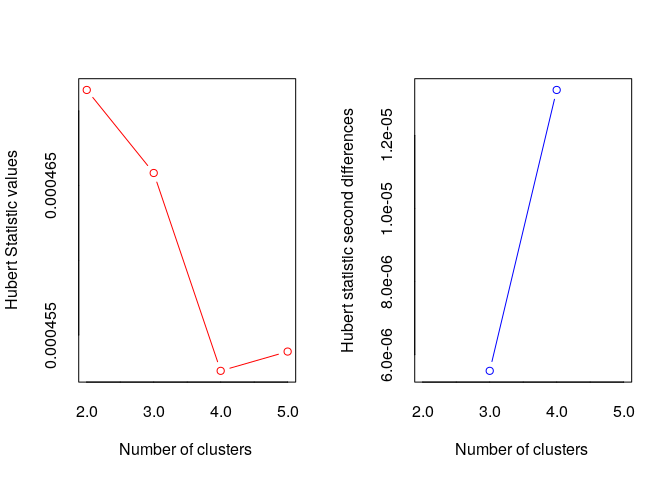 Hubert Statistic values
0.000465
0.000455
2.0 3.0 4.0 5.0
Number of clusters
Hubert statistic second differences
1.2e-05
1.0e-05
8.0e-06
6.0e-06
2.0 3.0 4.0 5.0
Number of clusters